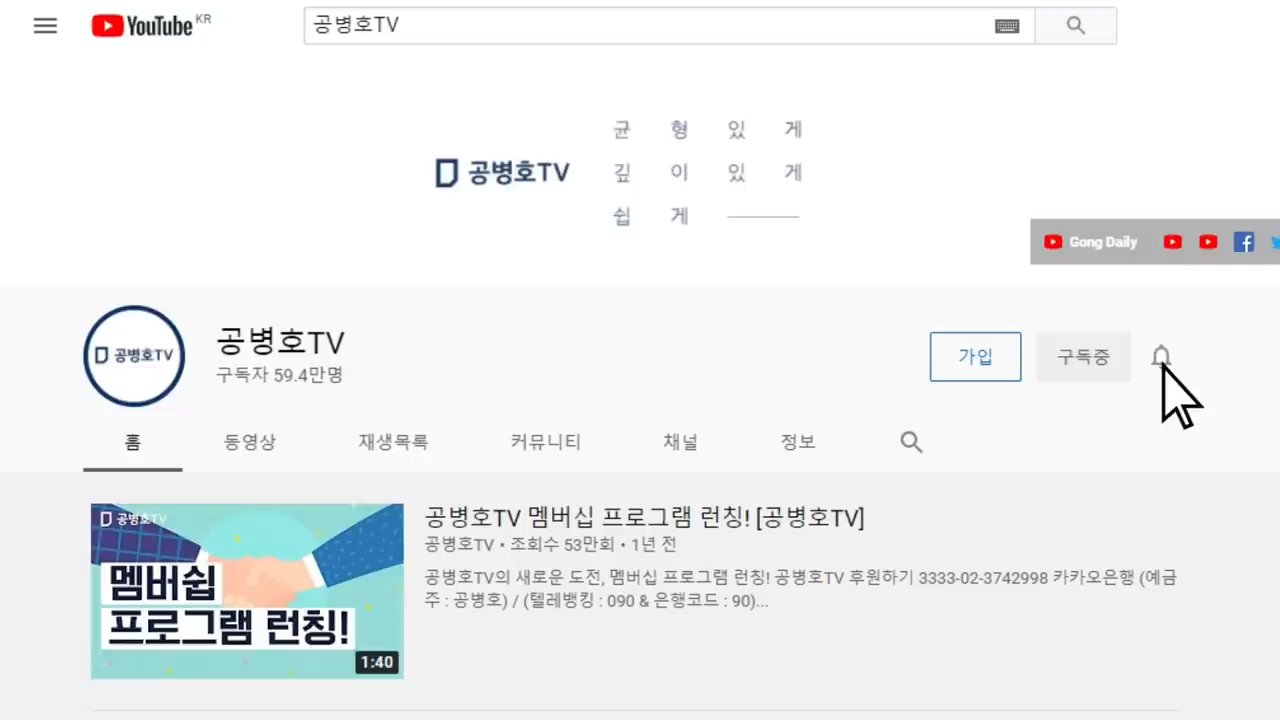 YouTube KR
공병호TV
공병호TV
균 형 있 게
깊 이 있 게
쉽 게
Gong Daily
공병호TV
공병호TV
구독자 59.4만명
가입
구독중
홈
동영상
재생목록
커뮤니티
채널
정보
공병호TV
멤버쉽
프로그램 런칭!
1:40
공병호TV 멤버십 프로그램 런칭! [공병호TV]
공병호TV • 조회수 53만회 • 1년 전
공병호TV의 새로운 도전, 멤버십 프로그램 런칭! 공병호TV 후원하기 3333-02-3742998 카카오은행 (예금
주 : 공병호) / (텔레뱅킹 : 090 & 은행코드 : 90)...